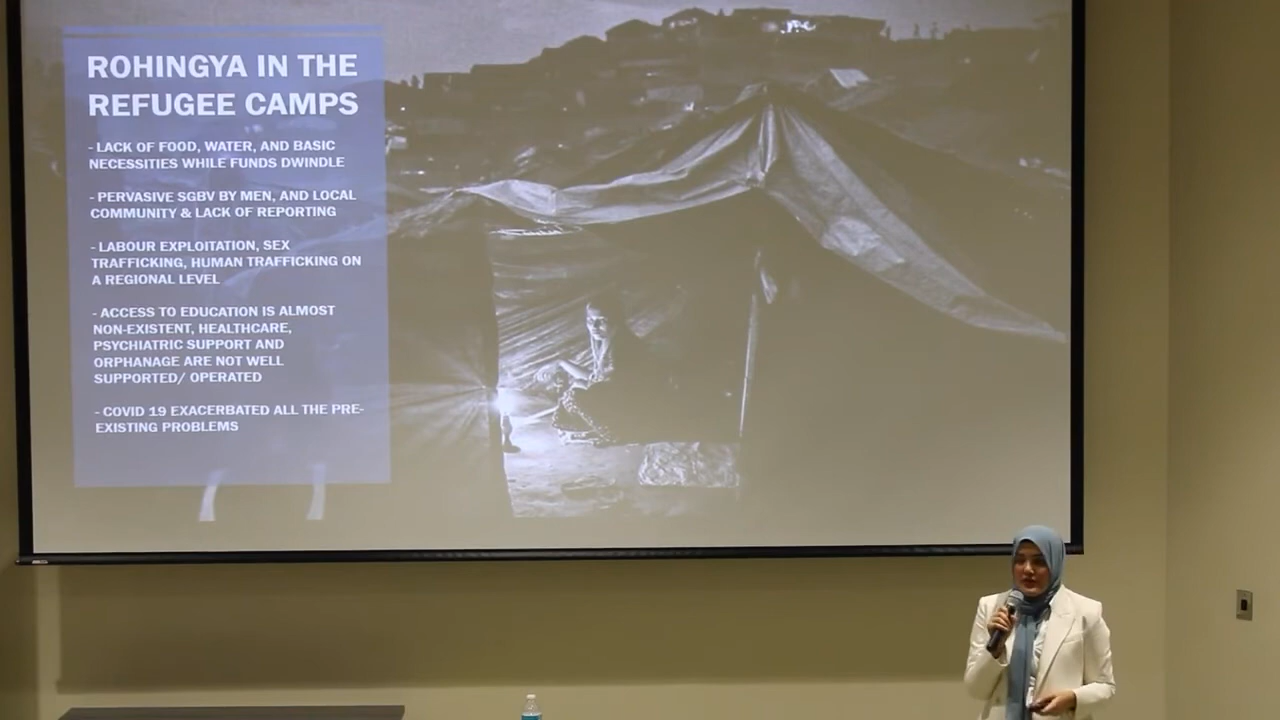 ROHINGYA IN THE
REFUGEE CAMPS
- LACK OF FOOD, WATER, AND BASIC
NECESSITIES WHILE FUNDS DWINDLE
- PERVASIVE SGBV BY MEN, AND LOCAL
COMMUNITY & LACK OF REPORTING
- LABOUR EXPLOITATION, SEX
TRAFFICKING, HUMAN TRAFFICKING ON
A REGIONAL LEVEL
- ACCESS TO EDUCATION IS ALMOST
NON-EXISTENT, HEALTHCARE,
PSYCHIATRIC SUPPORT AND
ORPHANAGE ARE NOT WELL
SUPPORTED/ OPERATED
- COVID 19 EXACERBATED ALL THE PRE-
EXISTING PROBLEMS